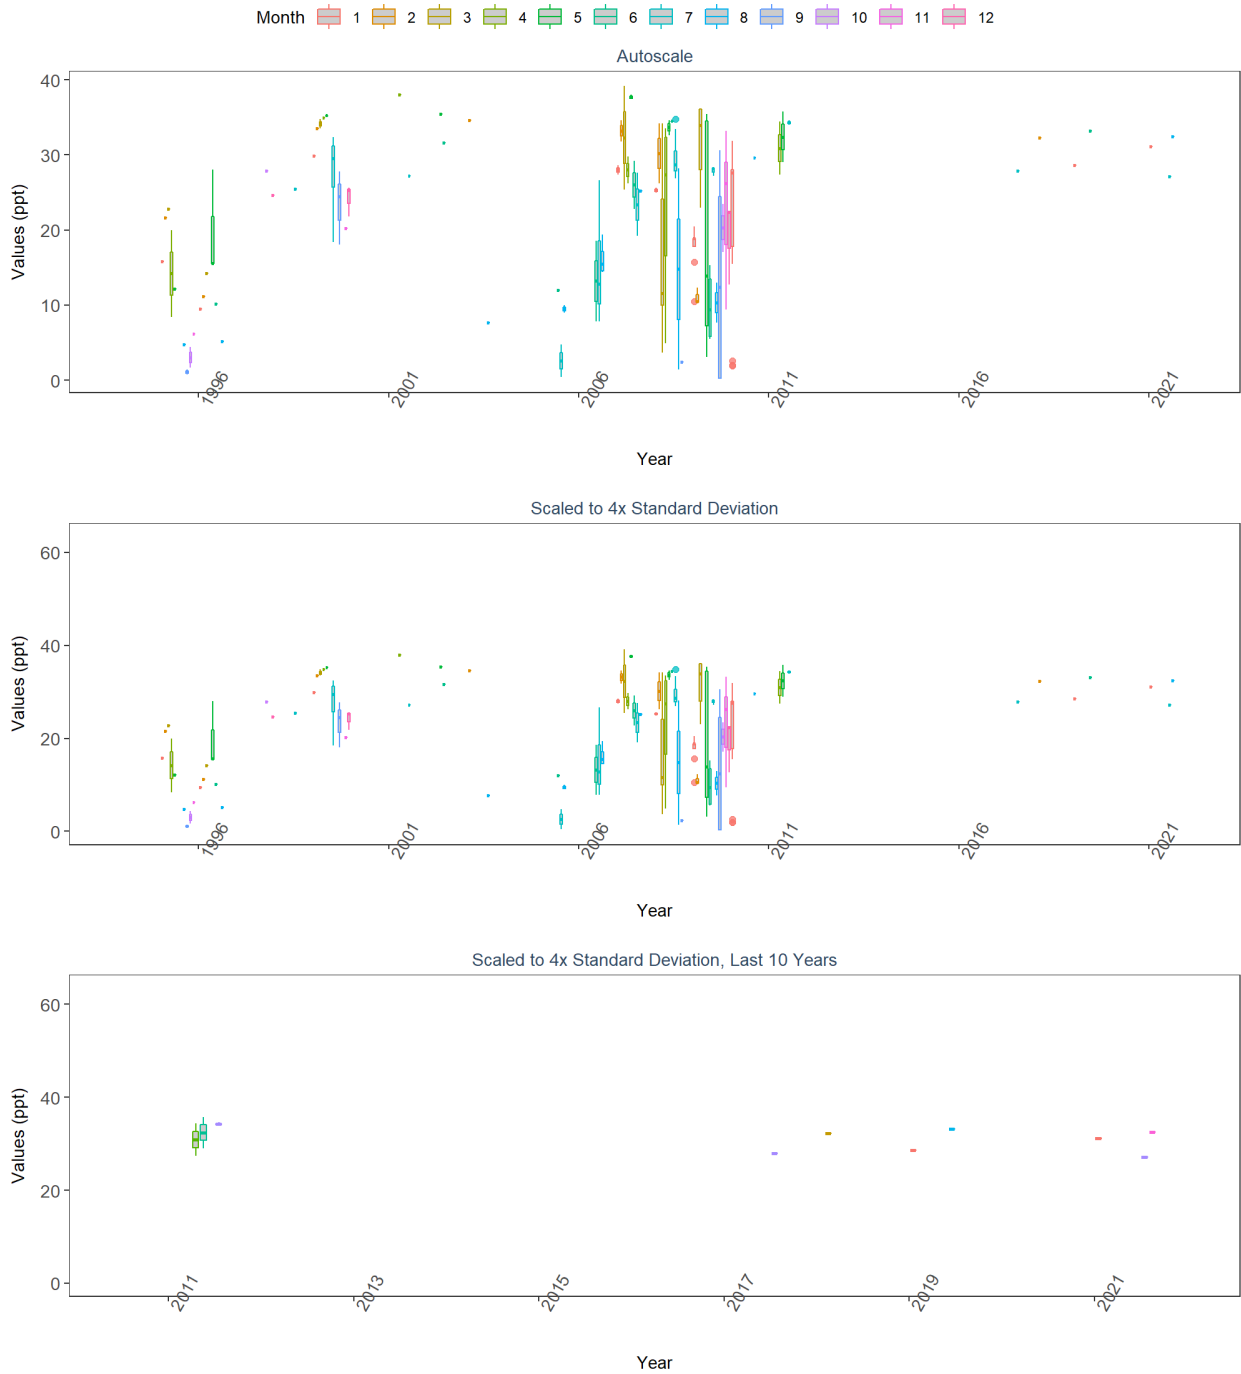 Month 1 2 3 4 5 6 7 8 9 10 11 12
Autoscale
Values (ppt)
40
30
20
10
0
1996 2001 2006 2011 2016 2021
Year
Scaled to 4x Standard Deviation
Values (ppt)
60
40
20
0
1996 2001 2006 2011 2016 2021
Year
Scaled to 4x Standard Deviation, Last 10 Years
Values (ppt)
60
40
20
0
2011 2013 2015 2017 2019 2021
Year